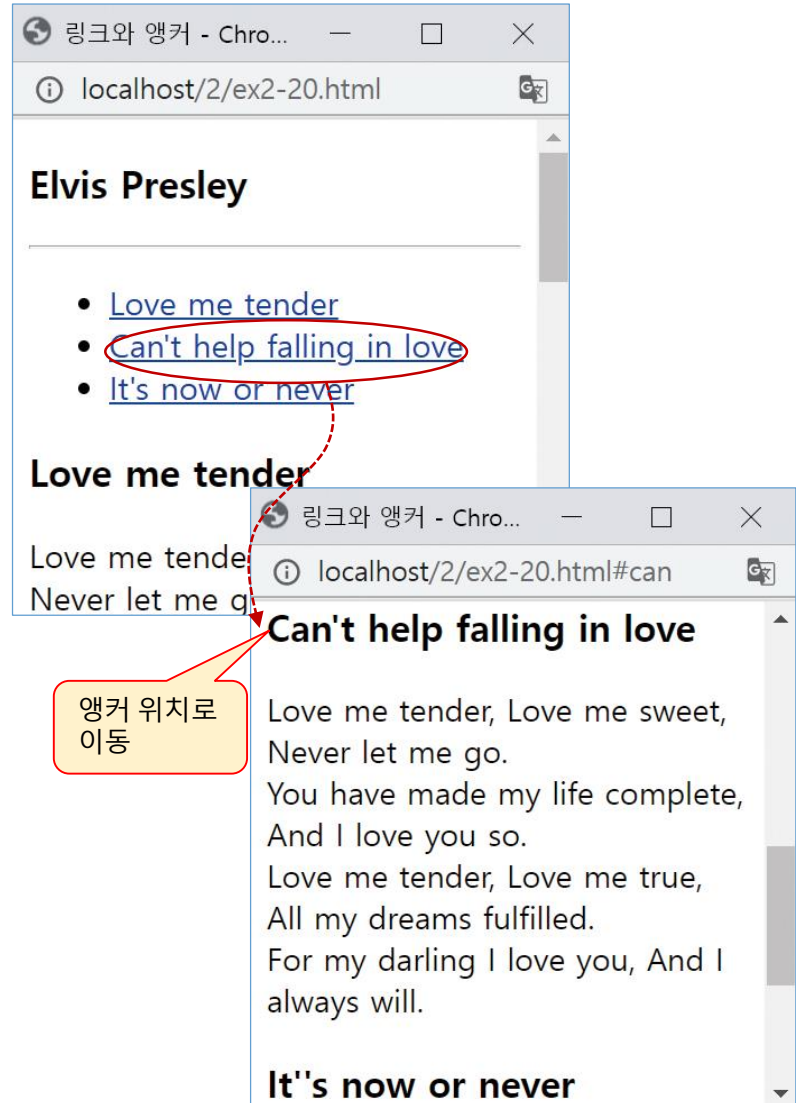 링크와 앵커 - Chro...
localhost/2/ex2-20.html
Elvis Presley
Love me tender
Can't help falling in love
It's now or never
Love me tender
Love me tende
Never let me g
링크와 앵커 - Chro...
localhost/2/ex2-20.html#can
앵커 위치로
이동
Can't help falling in love
Love me tender, Love me sweet,
Never let me go.
You have made my life complete,
And I love you so.
Love me tender, Love me true,
All my dreams fulfilled.
For my darling I love you, And I
always will.
It''s now or never